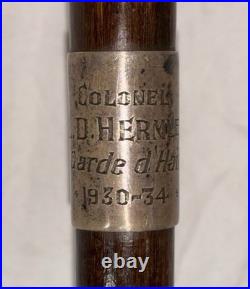 COLONEL
.D. HERN
Garde d'Ha
1930-34